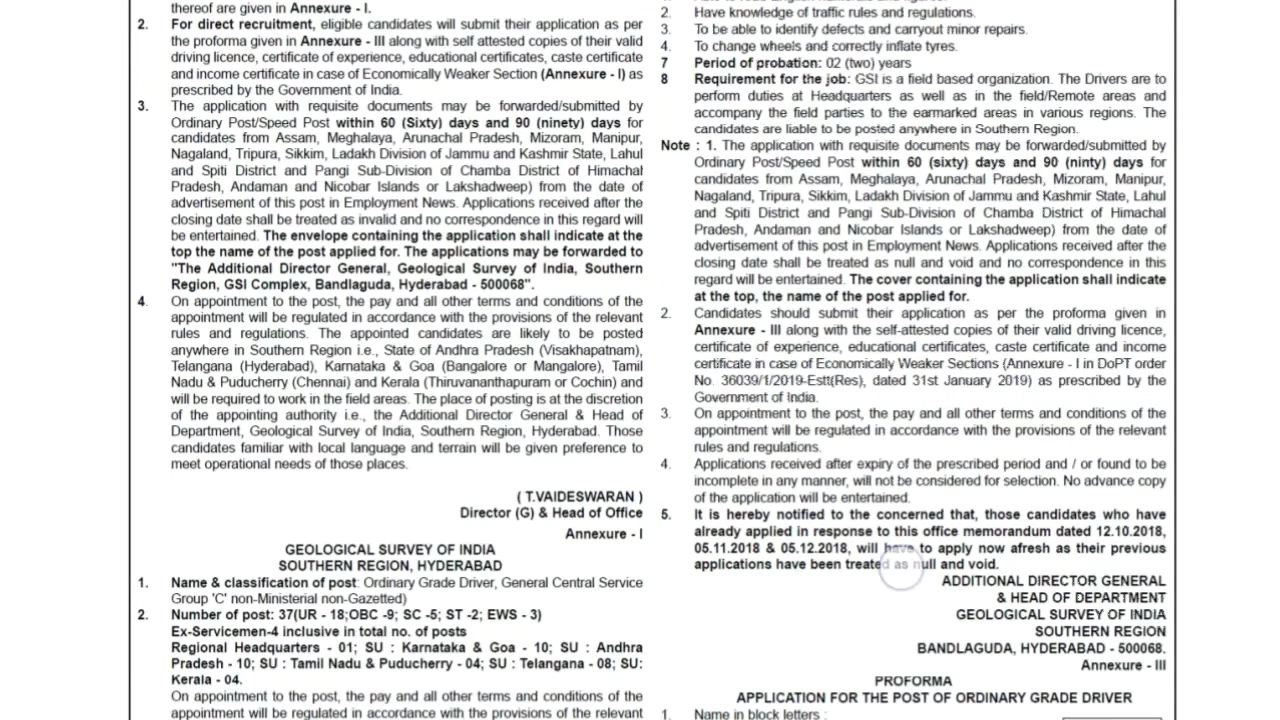 thereof are given in Annexure - I.
2. For direct recruitment, eligible candidates will submit their application as per
the proforma given in Annexure - III along with self attested copies of their valid
driving licence, certificate of experience, educational certificates, caste certificate
and income certificate in case of Economically Weaker Section (Annexure - I) as
prescribed by the Government of India.
3. The application with requisite documents may be forwarded/submitted by
Ordinary Post/Speed Post within 60 (Sixty) days and 90 (ninety) days for
candidates from Assam, Meghalaya, Arunachal Pradesh, Mizoram, Manipur,
Nagaland, Tripura, Sikkim, Ladakh Division of Jammu and Kashmir State, Lahul
and Spiti District and Pangi Sub-Division of Chamba District of Himachal
Pradesh, Andaman and Nicobar Islands or Lakshadweep) from the date of
advertisement of this post in Employment News. Applications received after the
closing date shall be treated as invalid and no correspondence in this regard will
be entertained. The envelope containing the application shall indicate at the
top the name of the post applied for. The applications may be forwarded to
"The Additional Director General, Geological Survey of India, Southern
Region, GSI Complex, Bandlaguda, Hyderabad - 500068".
4. On appointment to the post, the pay and all other terms and conditions of the
appointment will be regulated in accordance with the provisions of the relevant
rules and regulations. The appointed candidates are likely to be posted
anywhere in Southern Region i.e., State of Andhra Pradesh (Visakhapatnam),
Telangana (Hyderabad), Karnataka & Goa (Bangalore or Mangalore), Tamil
Nadu & Puducherry (Chennai) and Kerala (Thiruvananthapuram or Cochin) and
will be required to work in the field areas. The place of posting is at the discretion
of the appointing authority i.e., the Additional Director General & Head of
Department, Geological Survey of India, Southern Region, Hyderabad. Those
candidates familiar with local language and terrain will be given preference to
meet operational needs of those places.
( T.VAIDESWARAN )
Director (G) & Head of Office
Annexure - I
GEOLOGICAL SURVEY OF INDIA
SOUTHERN REGION, HYDERABAD
1. Name & classification of post: Ordinary Grade Driver, General Central Service
Group 'C' non-Ministerial non-Gazetted)
2. Number of post: 37(UR - 18;OBC -9; SC -5; ST -2; EWS - 3)
Ex-Servicemen-4 inclusive in total no. of posts
Regional Headquarters - 01; SU : Karnataka & Goa - 10; SU : Andhra
Pradesh - 10; SU : Tamil Nadu & Puducherry - 04; SU : Telangana - 08; SU:
Kerala - 04.
On appointment to the post, the pay and all other terms and conditions of the
appointment will be regulated in accordance with the provisions of the relevant
2. Have knowledge of traffic rules and regulations.
3. To be able to identify defects and carryout minor repairs.
4. To change wheels and correctly inflate tyres.
7 Period of probation: 02 (two) years
8 Requirement for the job: GSI is a field based organization. The Drivers are to
perform duties at Headquarters as well as in the field/Remote areas and
accompany the field parties to the earmarked areas in various regions. The
candidates are liable to be posted anywhere in Southern Region.
Note : 1. The application with requisite documents may be forwarded/submitted by
Ordinary Post/Speed Post within 60 (sixty) days and 90 (ninty) days for
candidates from Assam, Meghalaya, Arunachal Pradesh, Mizoram, Manipur,
Nagaland, Tripura, Sikkim, Ladakh Division of Jammu and Kashmir State, Lahul
and Spiti District and Pangi Sub-Division of Chamba District of Himachal
Pradesh, Andaman and Nicobar Islands or Lakshadweep) from the date of
advertisement of this post in Employment News. Applications received after the
closing date shall be treated as null and void and no correspondence in this
regard will be entertained. The cover containing the application shall indicate
at the top, the name of the post applied for.
2. Candidates should submit their application as per the proforma given in
Annexure - III along with the self-attested copies of their valid driving licence,
certificate of experience, educational certificates, caste certificate and income
certificate in case of Economically Weaker Sections (Annexure - I in DoPT order
No. 36039/1/2019-Estt(Res), dated 31st January 2019) as prescribed by the
Government of India.
3. On appointment to the post, the pay and all other terms and conditions of the
appointment will be regulated in accordance with the provisions of the relevant
rules and regulations.
4. Applications received after expiry of the prescribed period and / or found to be
incomplete in any manner, will not be considered for selection. No advance copy
of the application will be entertained.
5. It is hereby notified to the concerned that, those candidates who have
already applied in response to this office memorandum dated 12.10.2018,
05.11.2018 & 05.12.2018, will have to apply now afresh as their previous
applications have been treated as null and void.
ADDITIONAL DIRECTOR GENERAL
& HEAD OF DEPARTMENT
GEOLOGICAL SURVEY OF INDIA
SOUTHERN REGION
BANDLAGUDA, HYDERABAD - 500068.
Annexure - III
PROFORMA
APPLICATION FOR THE POST OF ORDINARY GRADE DRIVER
1. Name in block letters :